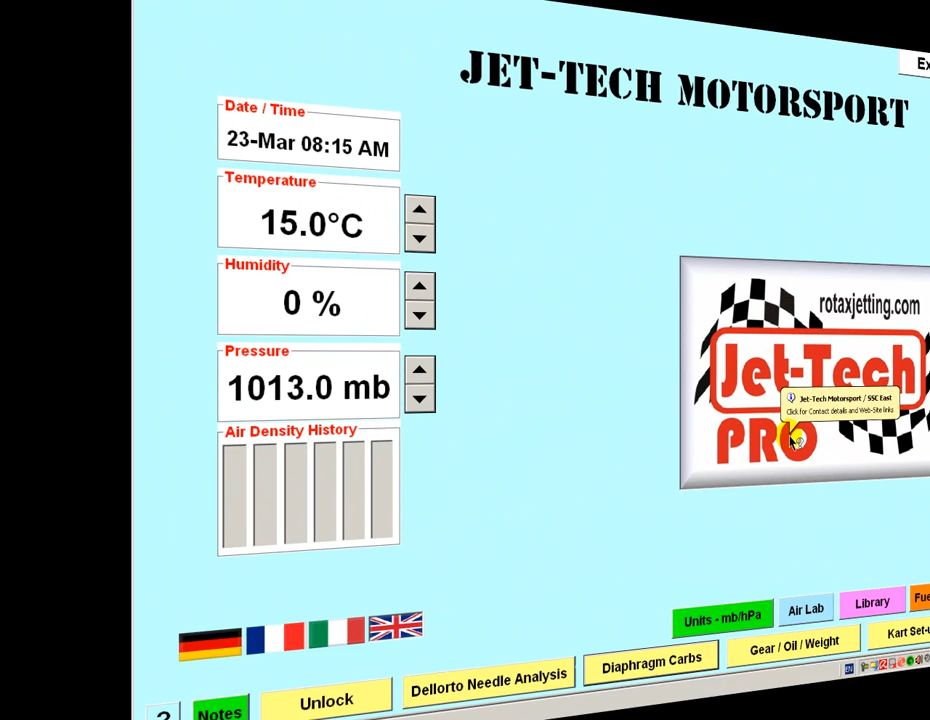 JET-TECH MOTORSPORT
Date / Time
23-Mar 08:15 AM
Temperature
15.0°C
Humidity
0 %
Pressure
1013.0 mb
Air Density History
rotaxjetting.com
Jet-Tech
PRO
Jet-Tech Motorsport / SSC East
Click for Contact details and Web-Site links
Units - mb/hPa
Air Lab
Library
Diaphragm Carbs
Gear / Oil / Weight
Kart Set-u
?
Notes
Unlock
Dellorto Needle Analysis
EN